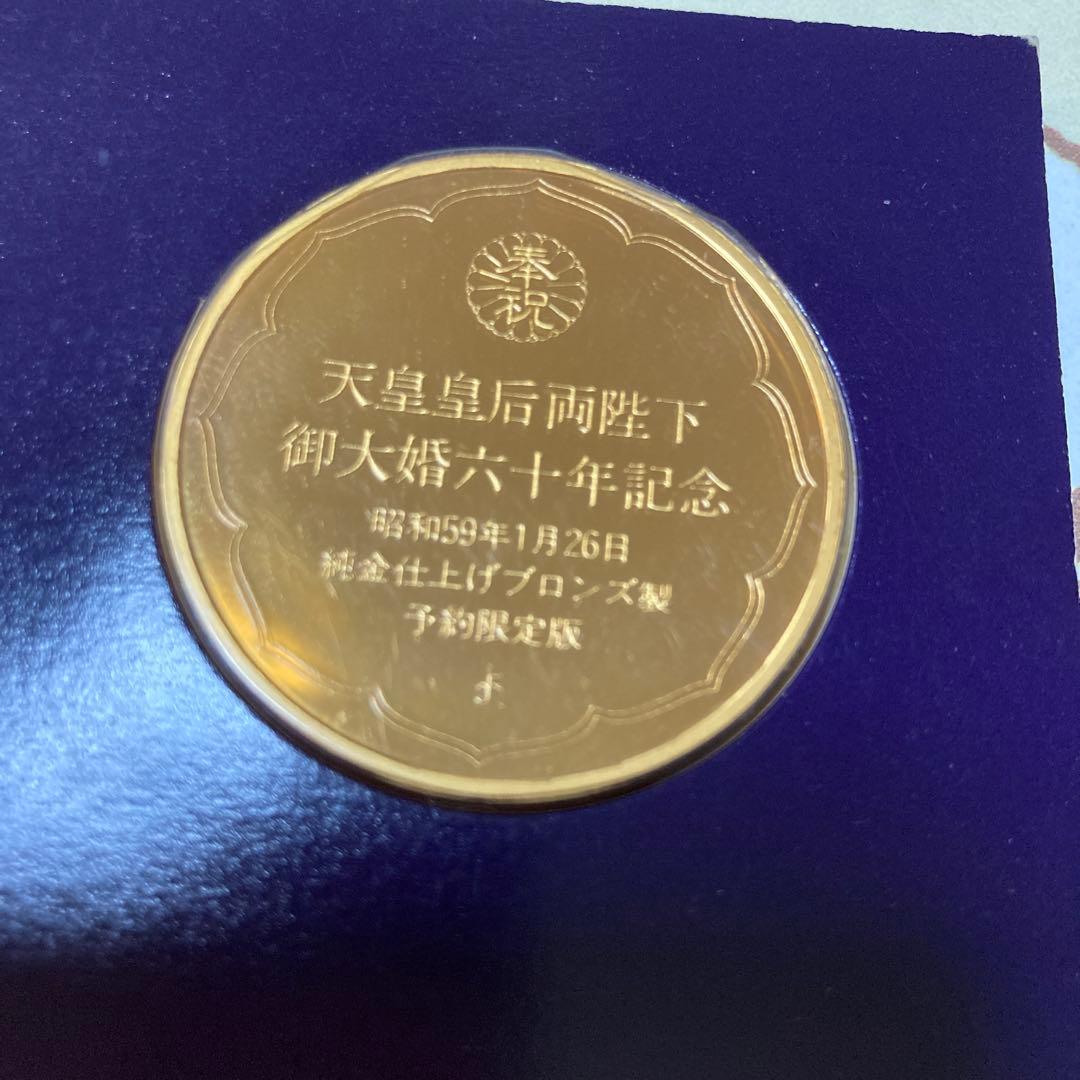 奉祝
天皇皇后両陛下
御大婚六十年記念
昭和59年1月26日
純金仕上げブロンズ製
予約限定版